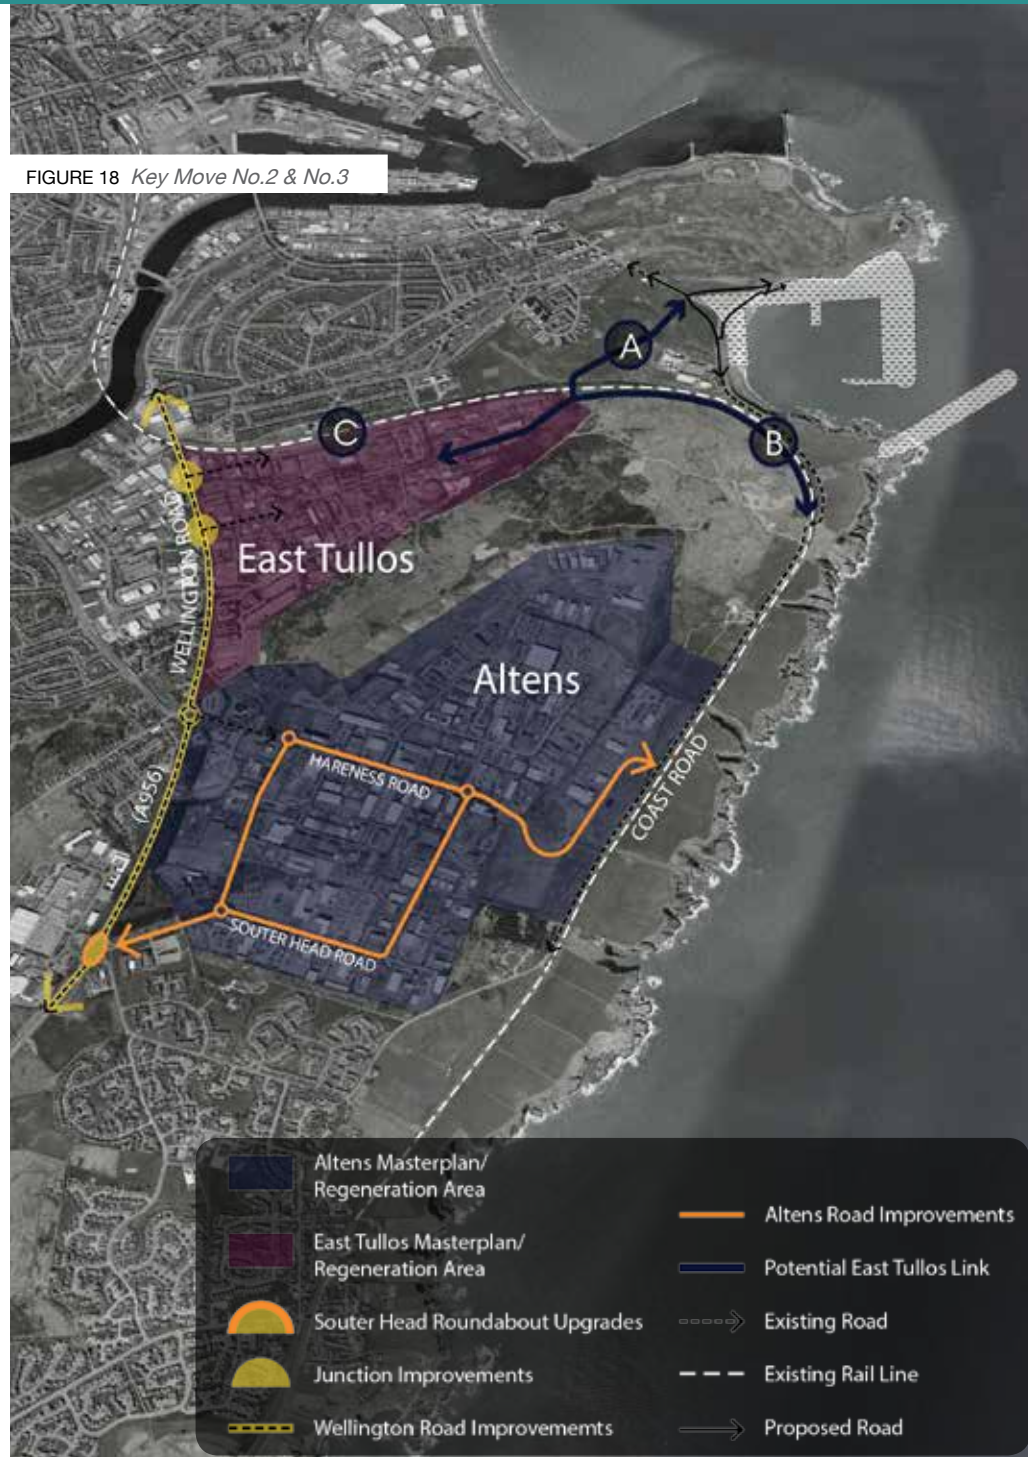 FIGURE 18 Key Move No.2 & No.3
A
C
B
WELLINGTON ROAD
East Tullos
Altens
HARENESS ROAD
COAST ROAD
(A956)
SOUTER HEAD ROAD
Altens Masterplan/
Regeneration Area
East Tullos Masterplan/
Regeneration Area
Souter Head Roundabout Upgrades
Junction Improvements
Wellington Road Improvememts
Altens Road Improvements
Potential East Tullos Link
Existing Road
Existing Rail Line
Proposed Road